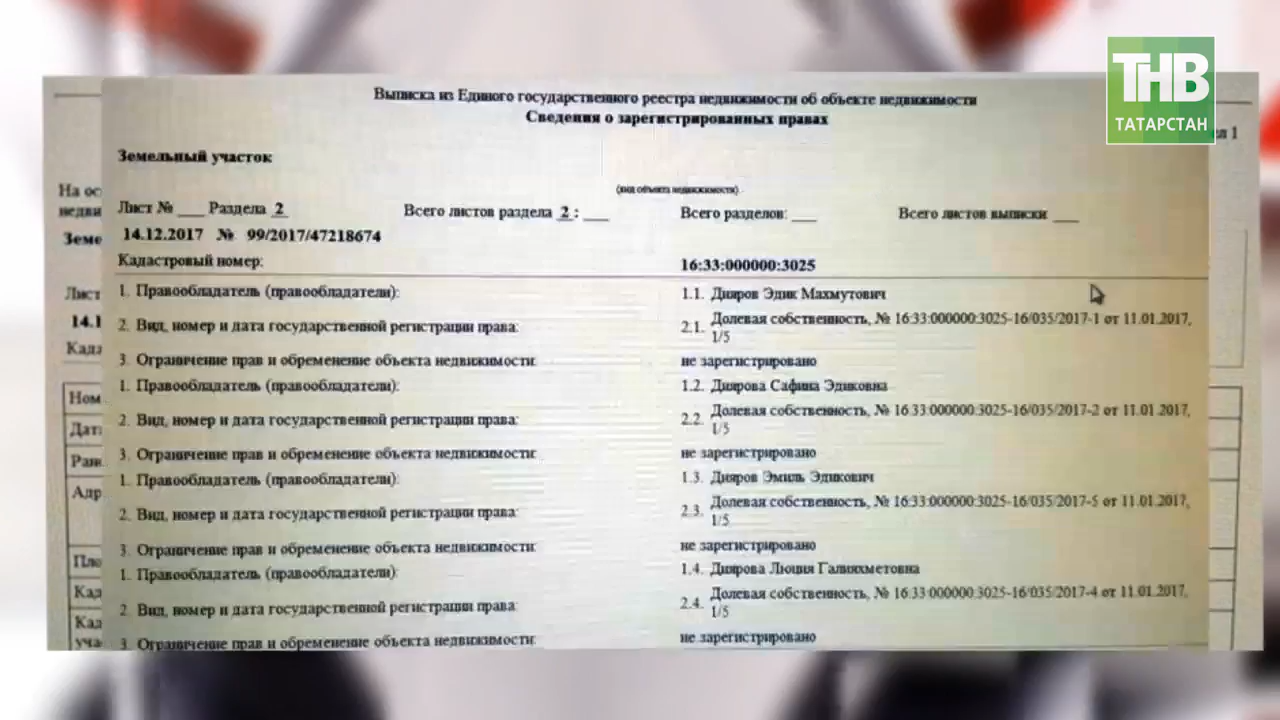 ТНВ
ТАТАРСТАН
Выписка из Единого государственного реестра недвижимости об объекте недвижимости
Сведения о зарегистрированных правах
Земельный участок
(вид объекта недвижимости)
Лист № ___ Раздела 2 Всего листов раздела 2 : ___ Всего разделов: ___ Всего листов выписки ___
14.12.2017 № 99/2017/47218674
Кадастровый номер: 16:33:000000:3025
1. Правообладатель (правообладатели): 1.1. Дияров Эдик Махмутович
2. Вид, номер и дата государственной регистрации права: 2.1. Долевая собственность, № 16:33:000000:3025-16/035/2017-1 от 11.01.2017,
1/5
3. Ограничение прав и обременение объекта недвижимости: не зарегистрировано
1. Правообладатель (правообладатели): 1.2. Диярова Сафина Эдиковна
2. Вид, номер и дата государственной регистрации права: 2.2. Долевая собственность, № 16:33:000000:3025-16/035/2017-2 от 11.01.2017,
1/5
3. Ограничение прав и обременение объекта недвижимости: не зарегистрировано
1. Правообладатель (правообладатели): 1.3. Дияров Эмиль Эдикович
2. Вид, номер и дата государственной регистрации права: 2.3. Долевая собственность, № 16:33:000000:3025-16/035/2017-5 от 11.01.2017,
1/5
3. Ограничение прав и обременение объекта недвижимости: не зарегистрировано
1. Правообладатель (правообладатели): 1.4. Диярова Люция Галияхметовна
2. Вид, номер и дата государственной регистрации права: 2.4. Долевая собственность, № 16:33:000000:3025-16/035/2017-4 от 11.01.2017,
1/5
3. Ограничение прав и обременение объекта недвижимости: не зарегистрировано